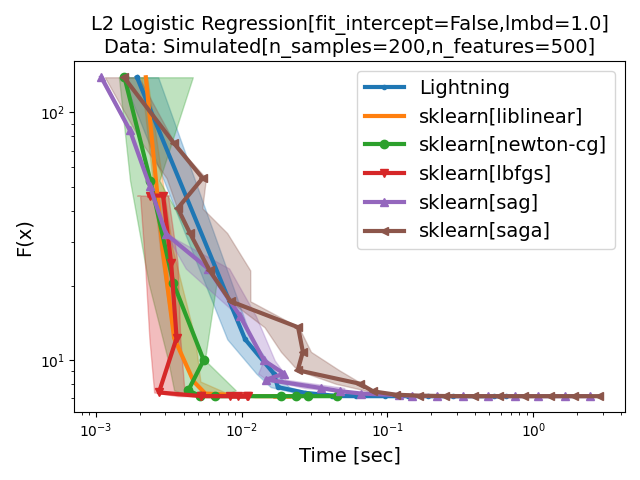 L2 Logistic Regression[fit_intercept=False,lmbd=1.0]
Data: Simulated[n_samples=200,n_features=500]
Lightning
sklearn[liblinear]
sklearn[newton-cg]
sklearn[lbfgs]
sklearn[sag]
sklearn[saga]
F(x)
10²
10¹
10⁻³ 10⁻² 10⁻¹ 10⁰
Time [sec]